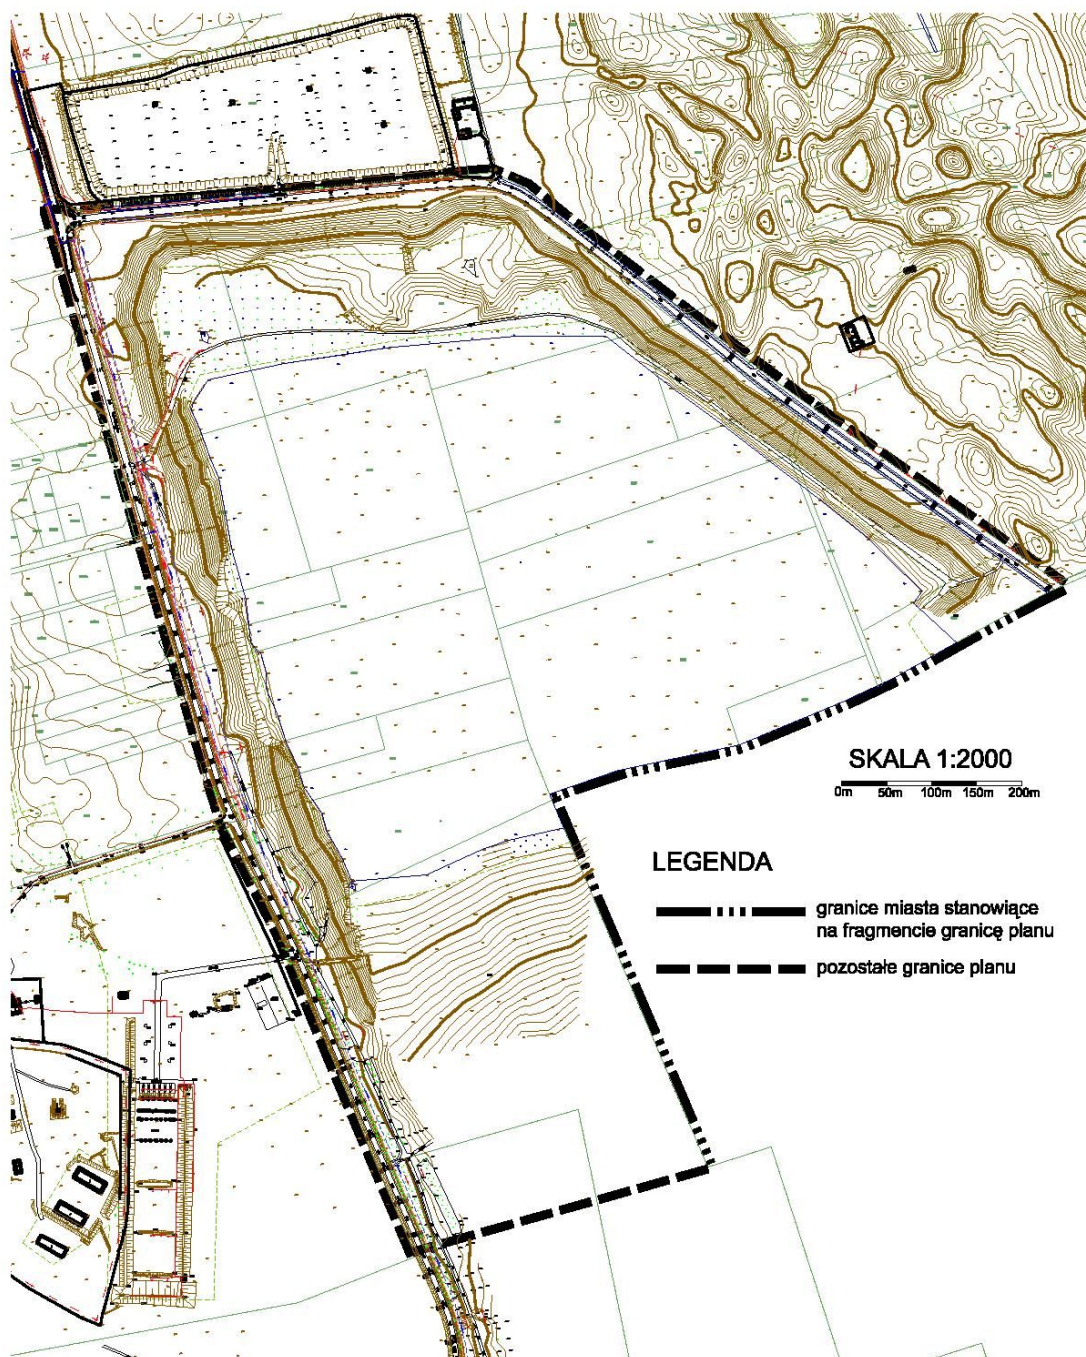 SKALA 1:2000
0m 50m 100m 150m 200m
LEGENDA
granice miasta stanowiące
na fragmencie granicę planu
pozostałe granice planu